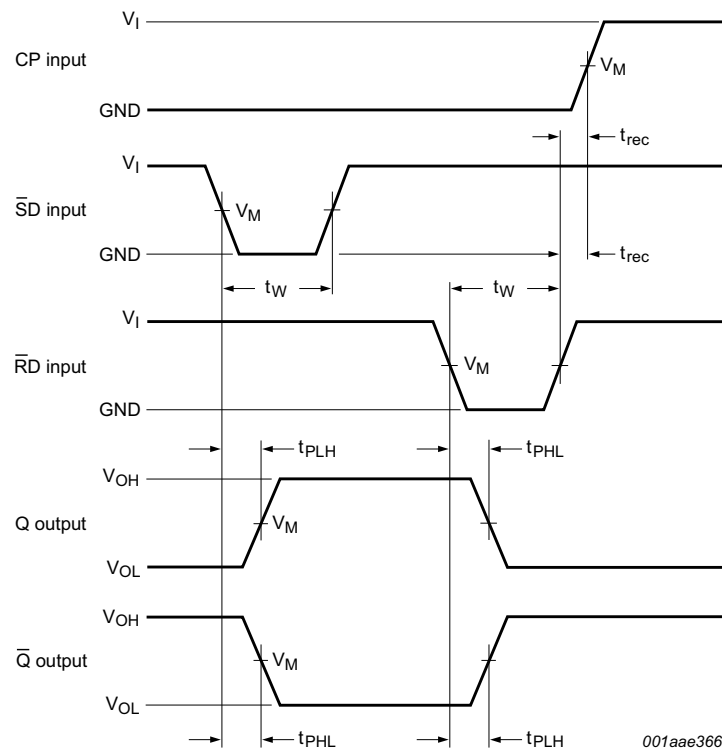 V_I
CP input
V_M
GND
t_rec
V_I
S̅D input
V_M
GND
t_rec
t_W
t_W
V_I
R̅D input
V_M
GND
t_PLH
t_PHL
V_OH
Q output
V_M
V_OL
V_OH
Q̅ output
V_M
V_OL
t_PHL
t_PLH
001aae366